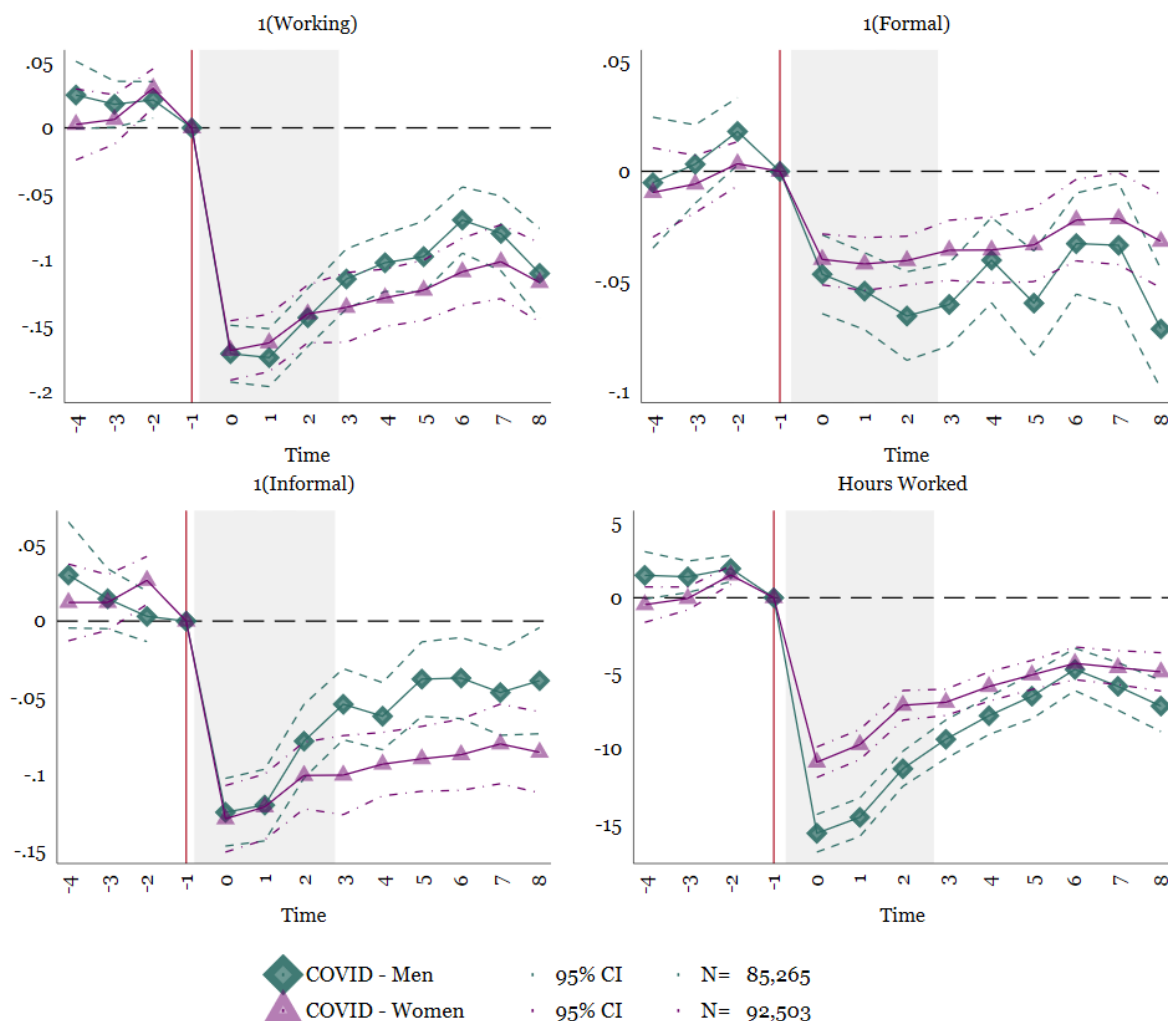 1(Working)
.05
0
-.05
-.1
-.15
-.2
-4 -3 -2 -1 0 1 2 3 4 5 6 7 8
Time
1(Formal)
.05
0
-.05
-.1
-4 -3 -2 -1 0 1 2 3 4 5 6 7 8
Time
1(Informal)
.05
0
-.05
-.1
-.15
-4 -3 -2 -1 0 1 2 3 4 5 6 7 8
Time
Hours Worked
5
0
-5
-10
-15
-4 -3 -2 -1 0 1 2 3 4 5 6 7 8
Time
COVID - Men 95% CI N= 85,265
COVID - Women 95% CI N= 92,503